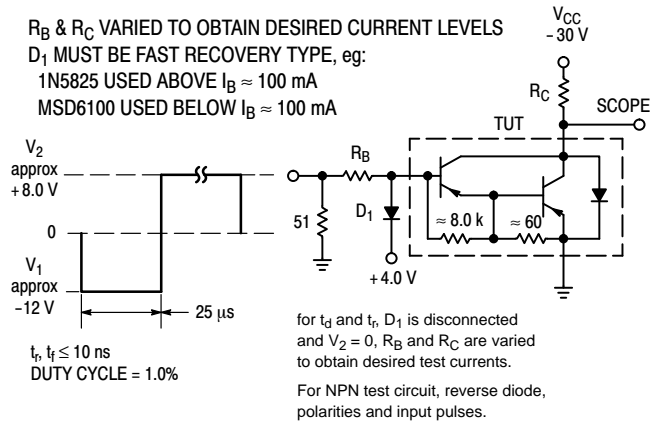 R_B & R_C VARIED TO OBTAIN DESIRED CURRENT LEVELS
D_1 MUST BE FAST RECOVERY TYPE, eg:
1N5825 USED ABOVE I_B ≈ 100 mA
MSD6100 USED BELOW I_B ≈ 100 mA
V_CC
- 30 V
R_C
SCOPE
TUT
V_2
approx
+ 8.0 V
0
V_1
approx
- 12 V
25 μs
t_r, t_f ≤ 10 ns
DUTY CYCLE = 1.0%
51
R_B
D_1
+ 4.0 V
≈ 8.0 k
≈ 60
for t_d and t_r, D_1 is disconnected
and V_2 = 0, R_B and R_C are varied
to obtain desired test currents.
For NPN test circuit, reverse diode,
polarities and input pulses.